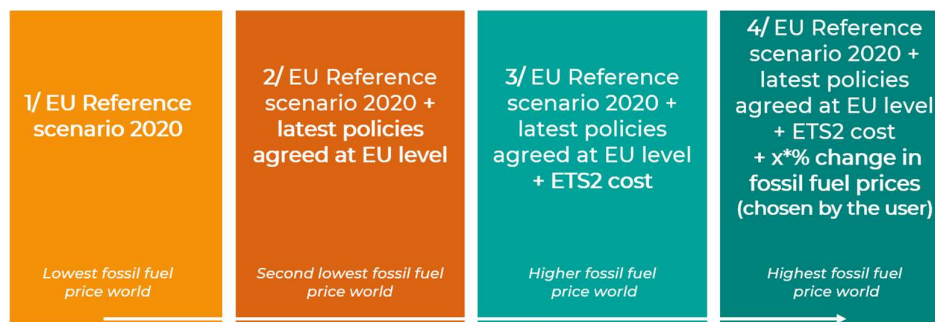 1/ EU Reference
scenario 2020
Lowest fossil fuel
price world
2/ EU Reference
scenario 2020 +
latest policies
agreed at EU level
Second lowest fossil fuel
price world
3/ EU Reference
scenario 2020 +
latest policies
agreed at EU level
+ ETS2 cost
Higher fossil fuel
price world
4/ EU Reference
scenario 2020 +
latest policies
agreed at EU level
+ ETS2 cost
+ x*% change in
fossil fuel prices
(chosen by the user)
Highest fossil fuel
price world